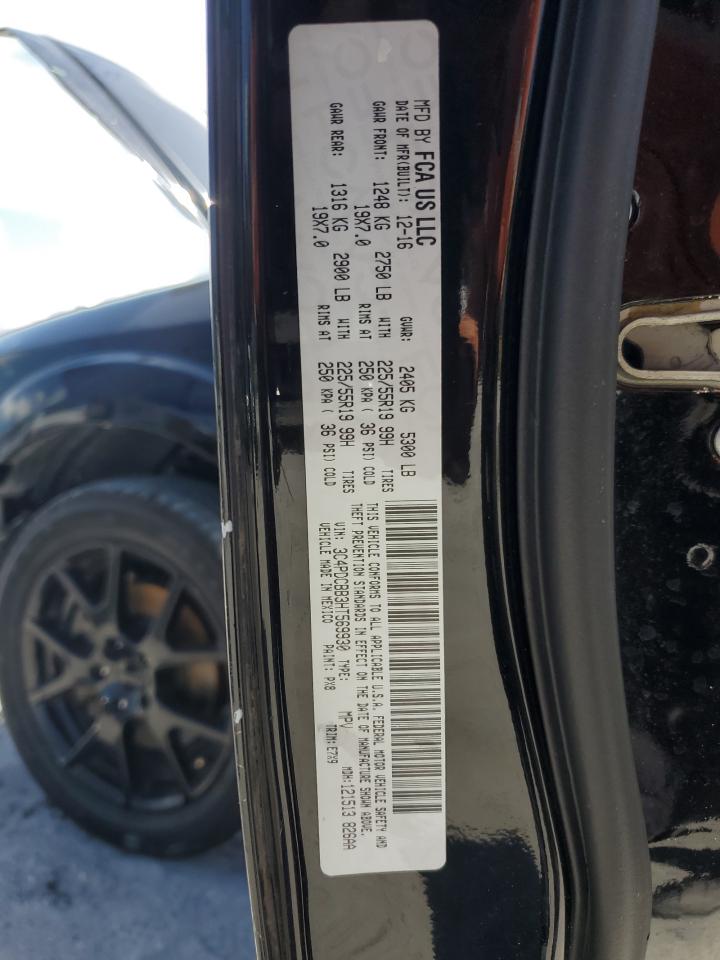 MFD BY FCA US LLC
DATE OF MFR(BUILT): 12-16 GVWR: 2405 KG 5300 LB
GAWR FRONT: 1248 KG 2750 LB WITH 225/55R19 99H TIRES
19X7.0 RIMS AT 250 KPA ( 36 PSI) COLD
GAWR REAR: 1316 KG 2900 LB WITH 225/55R19 99H TIRES
19X7.0 RIMS AT 250 KPA ( 36 PSI) COLD
THIS VEHICLE CONFORMS TO ALL APPLICABLE U.S.A. FEDERAL MOTOR VEHICLE SAFETY AND
THEFT PREVENTION STANDARDS IN EFFECT ON THE DATE OF MANUFACTURE SHOWN ABOVE.
VIN: 3C4PDCBB3HT569930 TYPE: MPV MDH:121513 826AA
VEHICLE MADE IN MEXICO PAINT: PX8 TRIM:E7X9